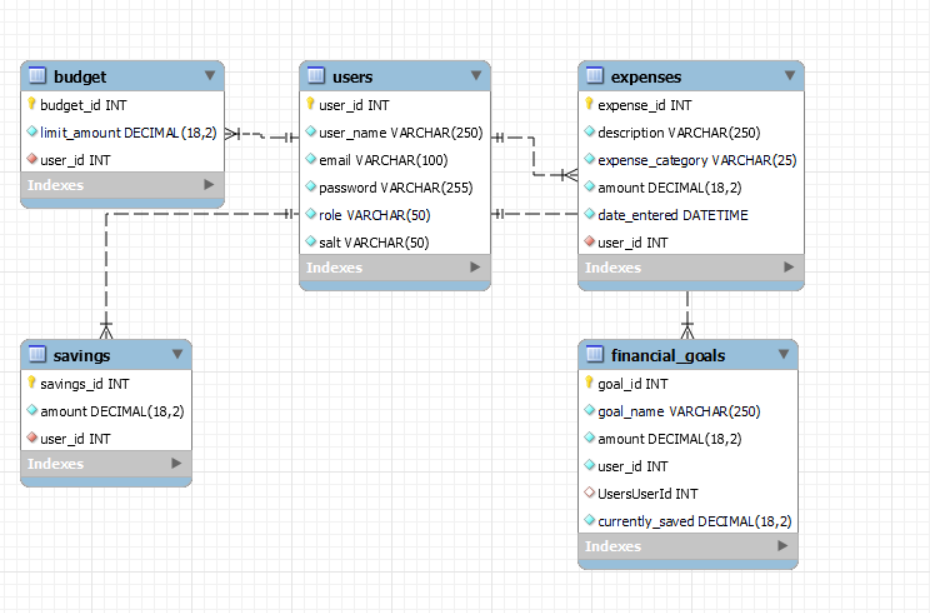 budget
budget_id INT
limit_amount DECIMAL(18,2)
user_id INT
Indexes
users
user_id INT
user_name VARCHAR(250)
email VARCHAR(100)
password VARCHAR(255)
role VARCHAR(50)
salt VARCHAR(50)
Indexes
expenses
expense_id INT
description VARCHAR(250)
expense_category VARCHAR(25)
amount DECIMAL(18,2)
date_entered DATETIME
user_id INT
Indexes
savings
savings_id INT
amount DECIMAL(18,2)
user_id INT
Indexes
financial_goals
goal_id INT
goal_name VARCHAR(250)
amount DECIMAL(18,2)
user_id INT
UsersUserId INT
currently_saved DECIMAL(18,2)
Indexes